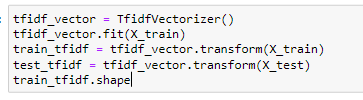 tfidf_vector = TfidfVectorizer()
tfidf_vector.fit(X_train)
train_tfidf = tfidf_vector.transform(X_train)
test_tfidf = tfidf_vector.transform(X_test)
train_tfidf.shape